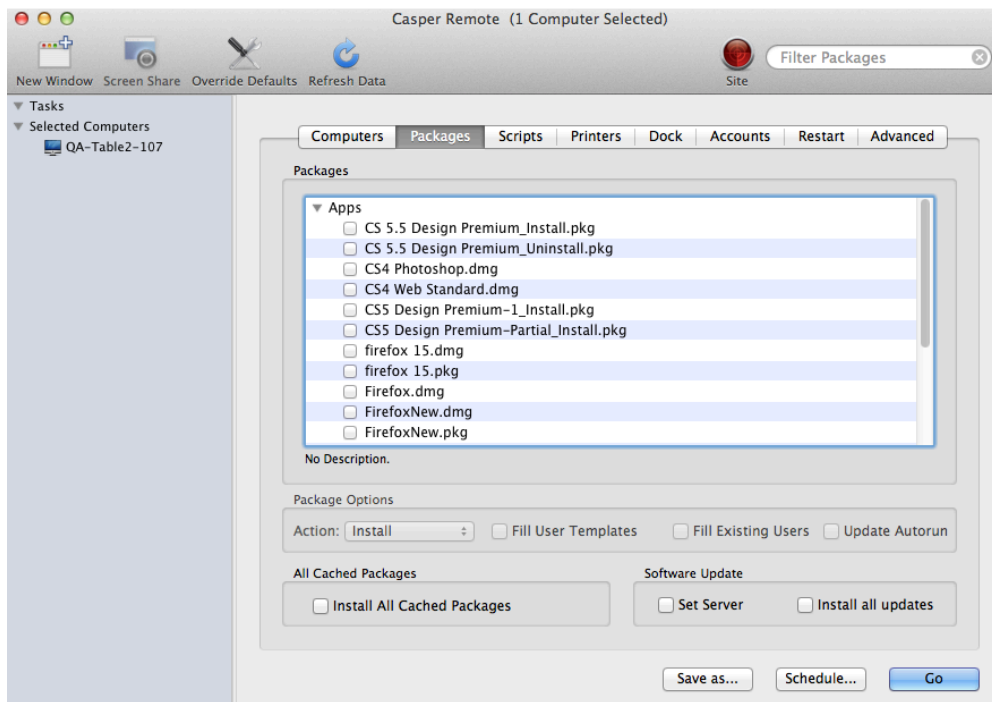 Casper Remote (1 Computer Selected)
New Window Screen Share Override Defaults Refresh Data Site Filter Packages
Tasks
Selected Computers
QA-Table2-107
Computers Packages Scripts Printers Dock Accounts Restart Advanced
Packages
Apps
CS 5.5 Design Premium_Install.pkg
CS 5.5 Design Premium_Uninstall.pkg
CS4 Photoshop.dmg
CS4 Web Standard.dmg
CS5 Design Premium-1_Install.pkg
CS5 Design Premium-Partial_Install.pkg
firefox 15.dmg
firefox 15.pkg
Firefox.dmg
FirefoxNew.dmg
FirefoxNew.pkg
No Description.
Package Options
Action: Install Fill User Templates Fill Existing Users Update Autorun
All Cached Packages Software Update
Install All Cached Packages Set Server Install all updates
Save as... Schedule... Go